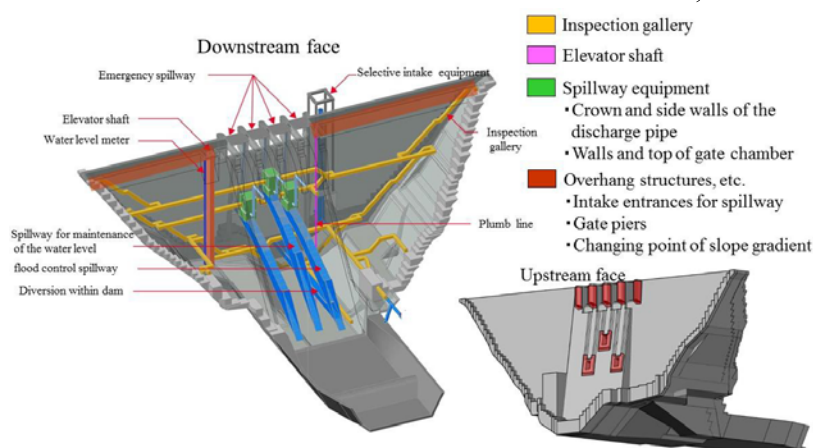 Downstream face
Emergency spillway
Selective intake equipment
Elevator shaft
Water level meter
Inspection
gallery
Plumb line
Spillway for maintenance
of the water level
flood control spillway
Diversion within dam
Inspection gallery
Elevator shaft
Spillway equipment
・Crown and side walls of the
discharge pipe
・Walls and top of gate chamber
Overhang structures, etc.
・Intake entrances for spillway
・Gate piers
・Changing point of slope gradient
Upstream face